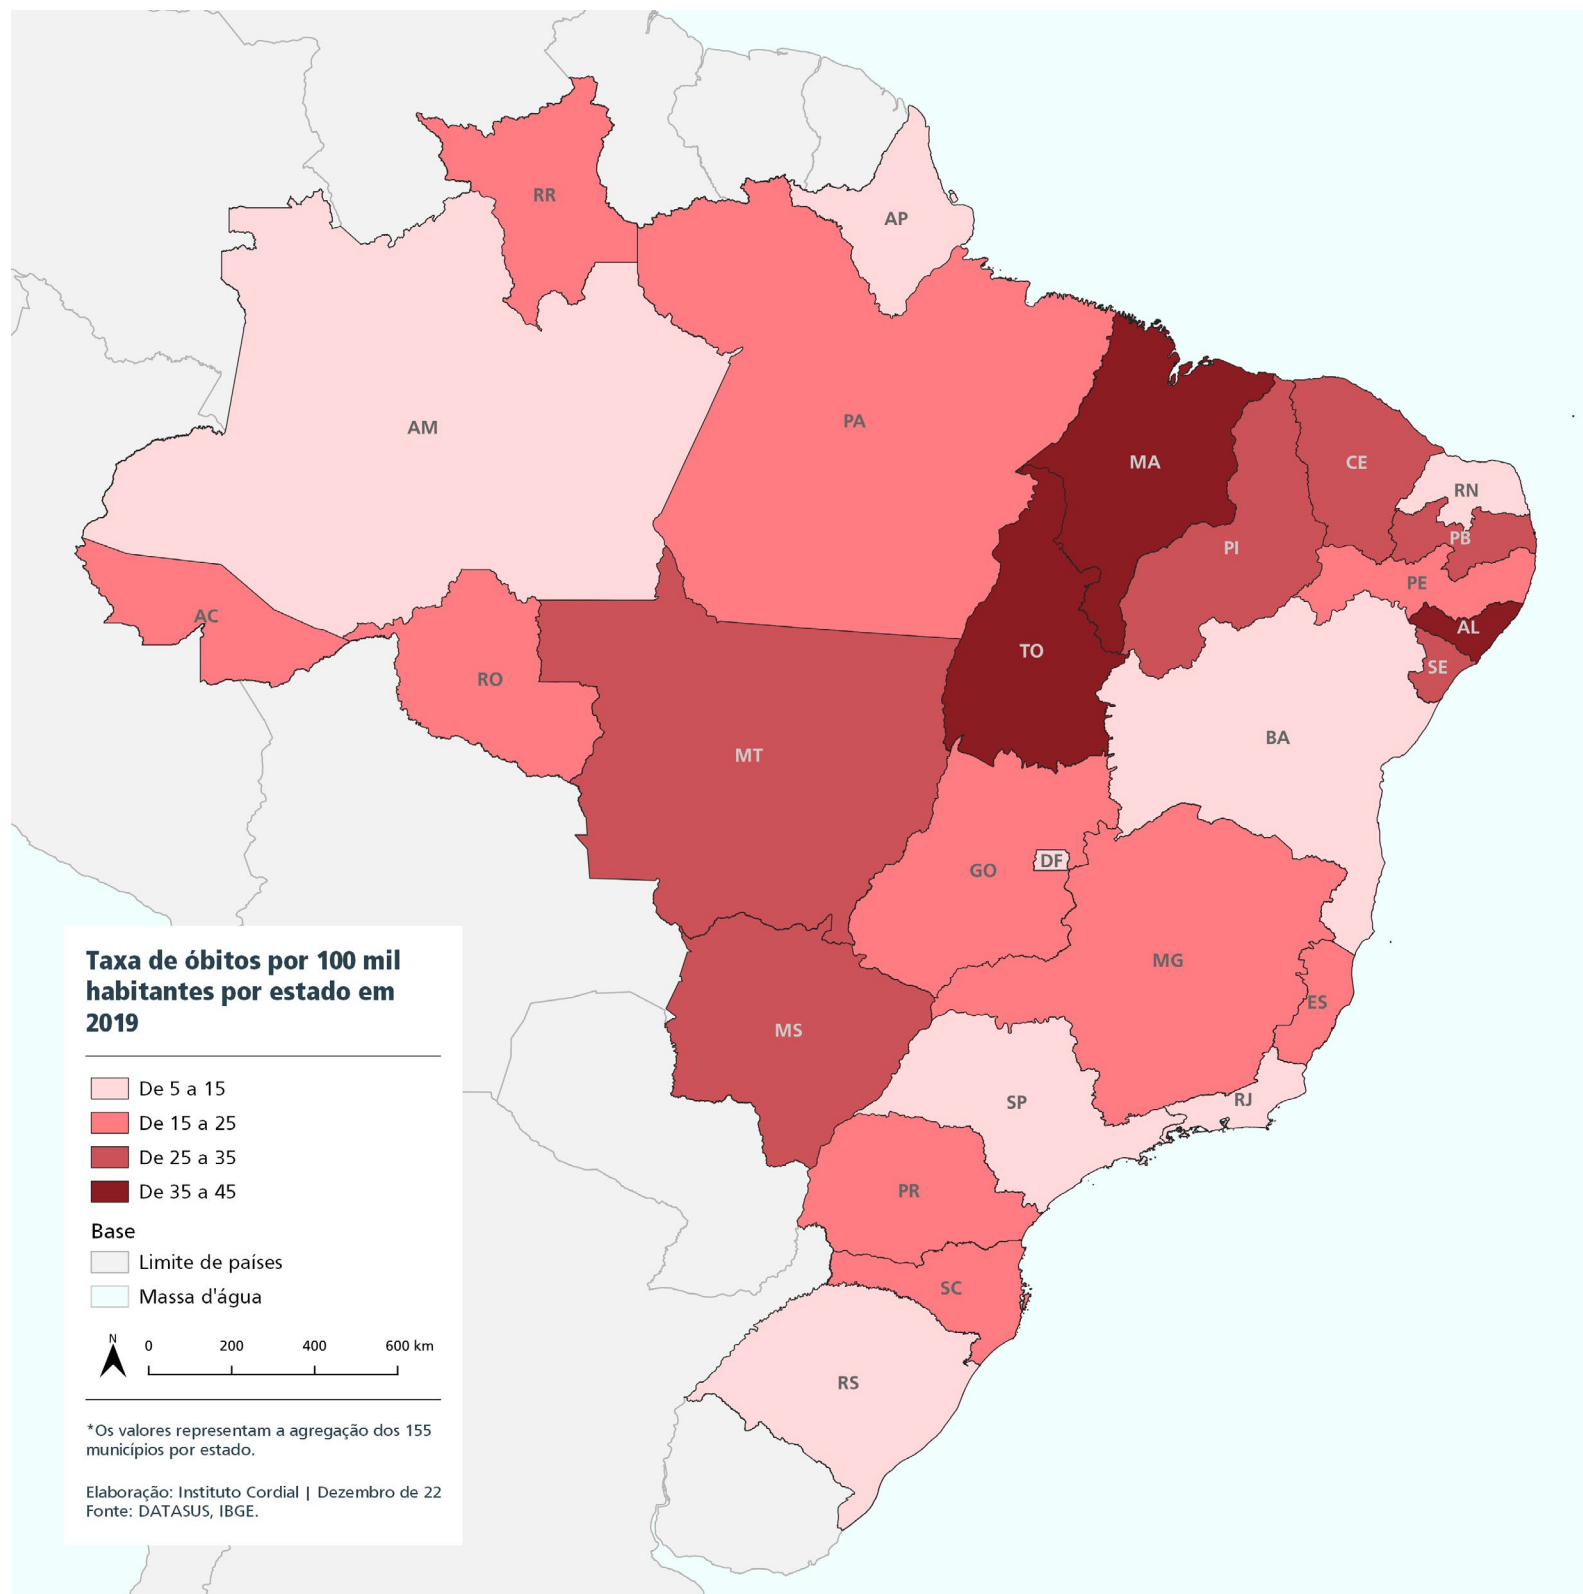 RR
AP
AM
PA
MA
CE
RN
PB
PI
PE
AC
AL
TO
SE
RO
BA
MT
DF
GO
MG
ES
MS
SP
RJ
PR
SC
RS
Taxa de óbitos por 100 mil
habitantes por estado em
2019
De 5 a 15
De 15 a 25
De 25 a 35
De 35 a 45
Base
Limite de países
Massa d'água
N
0 200 400 600 km
*Os valores representam a agregação dos 155
municípios por estado.
Elaboração: Instituto Cordial | Dezembro de 22
Fonte: DATASUS, IBGE.